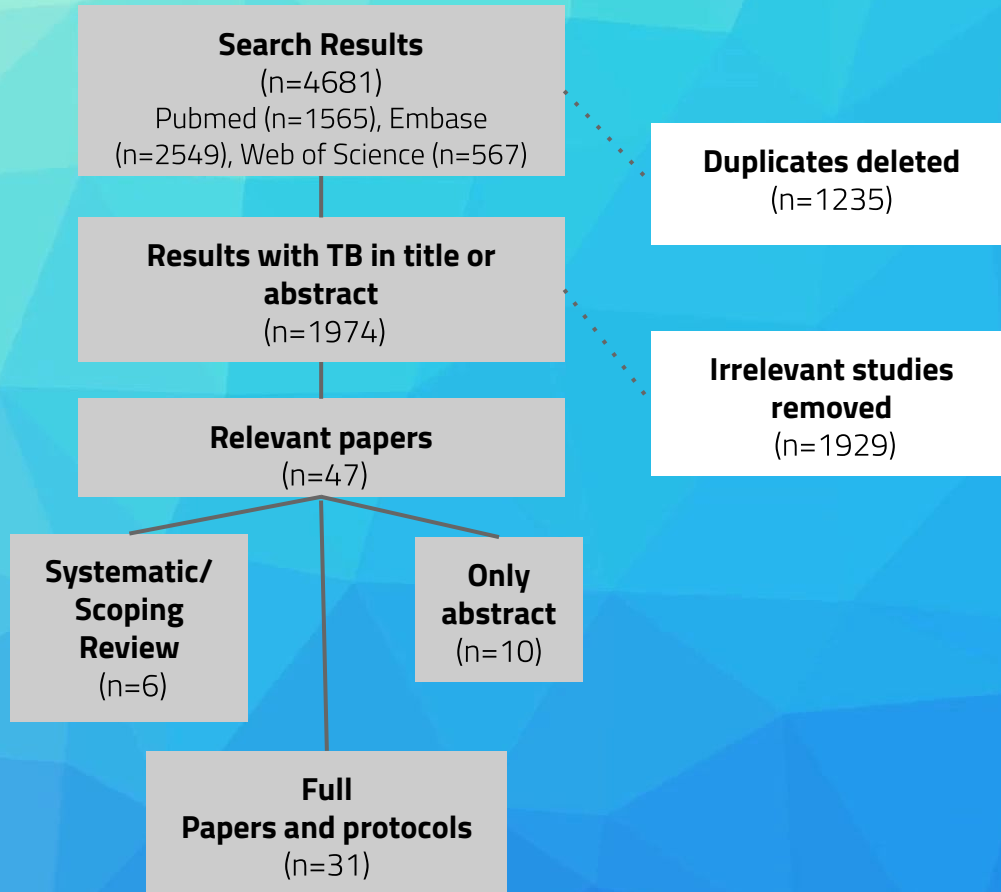 Search Results
(n=4681)
Pubmed (n=1565), Embase
(n=2549), Web of Science (n=567)
Duplicates deleted
(n=1235)
Results with TB in title or
abstract
(n=1974)
Irrelevant studies
removed
(n=1929)
Relevant papers
(n=47)
Systematic/
Scoping
Review
(n=6)
Only
abstract
(n=10)
Full
Papers and protocols
(n=31)